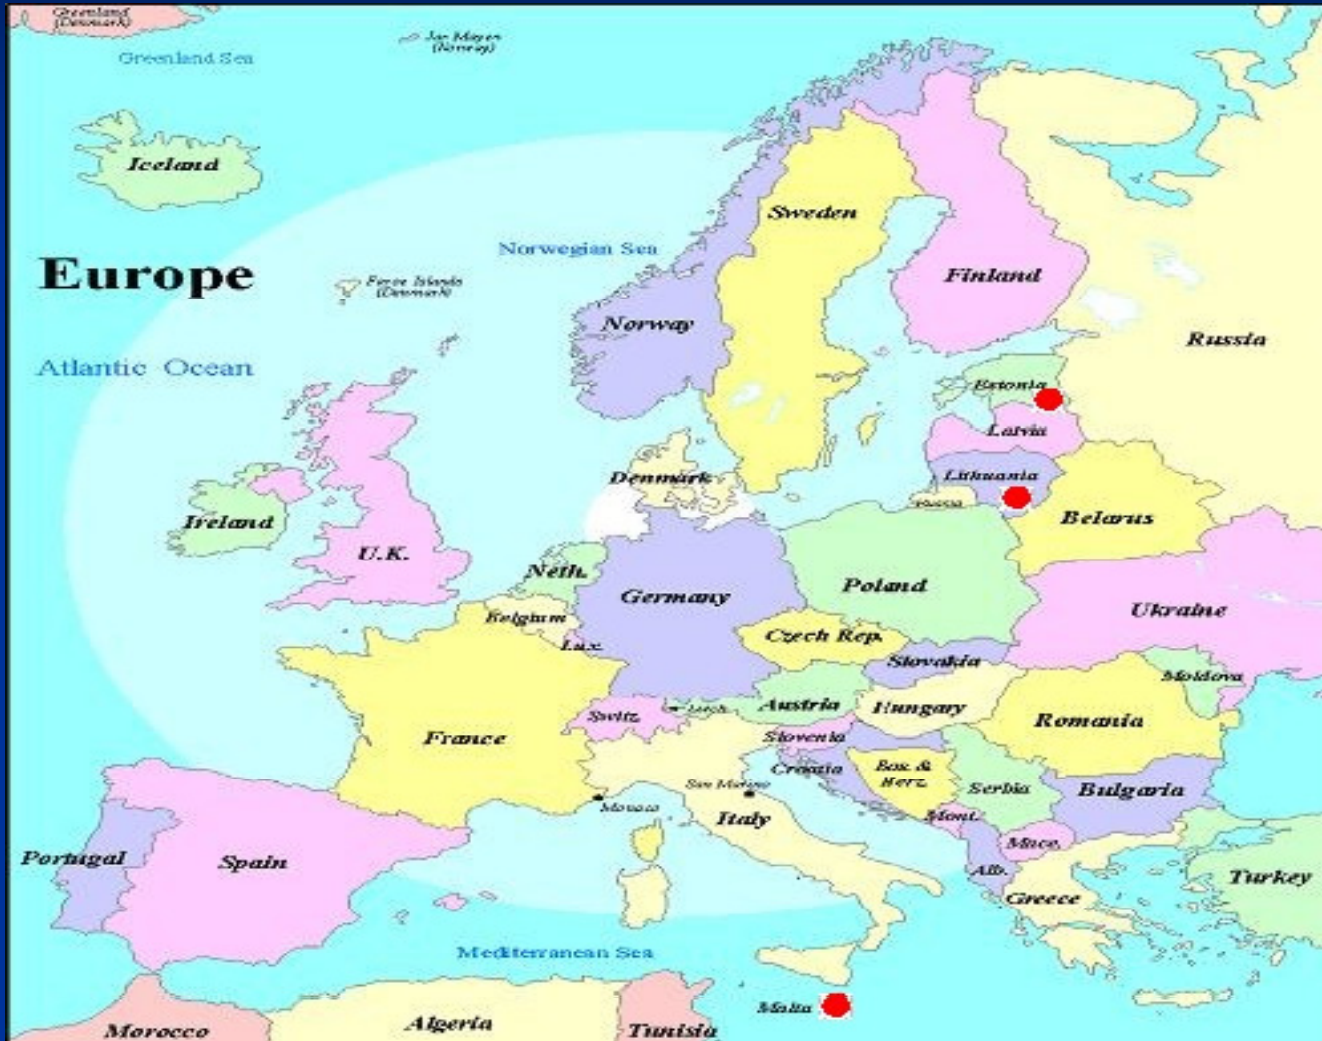 Greenland
(Denmark)
Jan Mayen
(Norway)
Greenland Sea
Iceland
Sweden
Norwegian Sea
Europe
Finland
Faroe Islands
(Denmark)
Norway
Russia
Atlantic Ocean
Estonia
Latvia
Denmark
Lithuania
Russia
Ireland
Belarus
U.K.
Neth.
Poland
Germany
Ukraine
Belgium
Czech Rep.
Lux.
Slovakia
Moldova
Switz.
Liech.
Austria
Hungary
Romania
France
Slovenia
Croatia
Bos. &
Herz.
San Marino
Serbia
Bulgaria
Monaco
Italy
Mont.
Mace.
Portugal
Spain
Alb.
Turkey
Greece
Mediterranean Sea
Malta
Morocco
Algeria
Tunisia